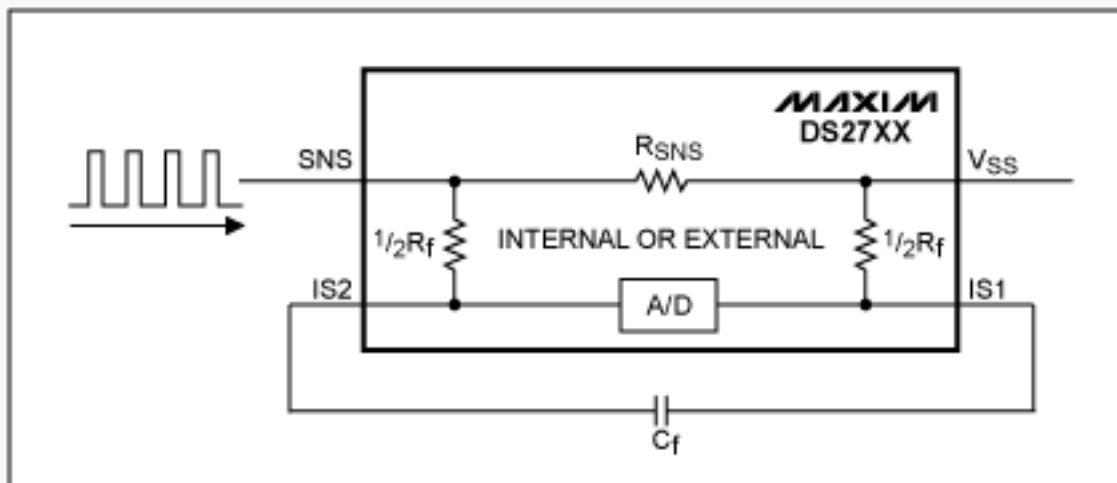 MAXIM
DS27XX
SNS
RSNS
VSS
1/2Rf
INTERNAL OR EXTERNAL
1/2Rf
IS2
A/D
IS1
Cf